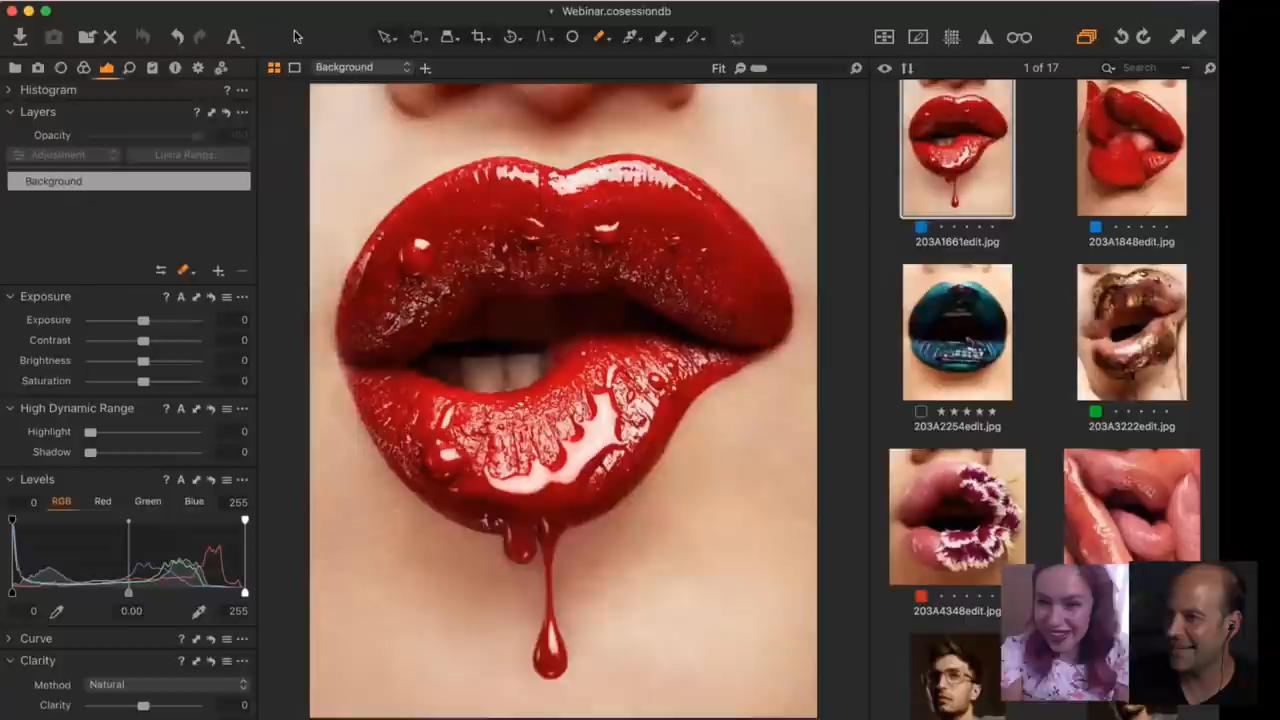 Webinar.cosessiondb
A
Background
Fit
1 of 17
Search
Histogram
?
Layers
?
Opacity
100
Adjustment
Luma Range...
Background
Exposure
? A
Exposure 0
Contrast 0
Brightness 0
Saturation 0
High Dynamic Range
? A
Highlight 0
Shadow 0
Levels
? A
0 RGB Red Green Blue 255
0 0.00 255
Curve
?
Clarity
?
Method Natural
Clarity 0
203A1661edit.jpg
203A1848edit.jpg
203A2254edit.jpg
203A3222edit.jpg
203A4348edit.jpg